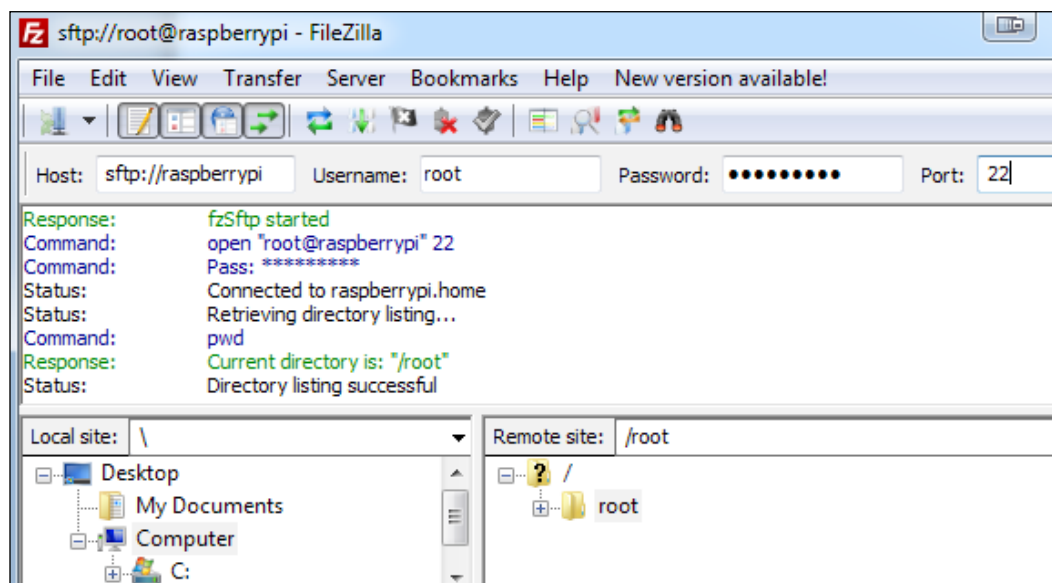 sftp://root@raspberrypi - FileZilla
File Edit View Transfer Server Bookmarks Help New version available!
Host: sftp://raspberrypi Username: root Password: ●●●●●●●●● Port: 22
Response: fzSftp started
Command: open "root@raspberrypi" 22
Command: Pass: *********
Status: Connected to raspberrypi.home
Status: Retrieving directory listing...
Command: pwd
Response: Current directory is: "/root"
Status: Directory listing successful
Local site: \
Desktop
My Documents
Computer
C:
Remote site: /root
/
root